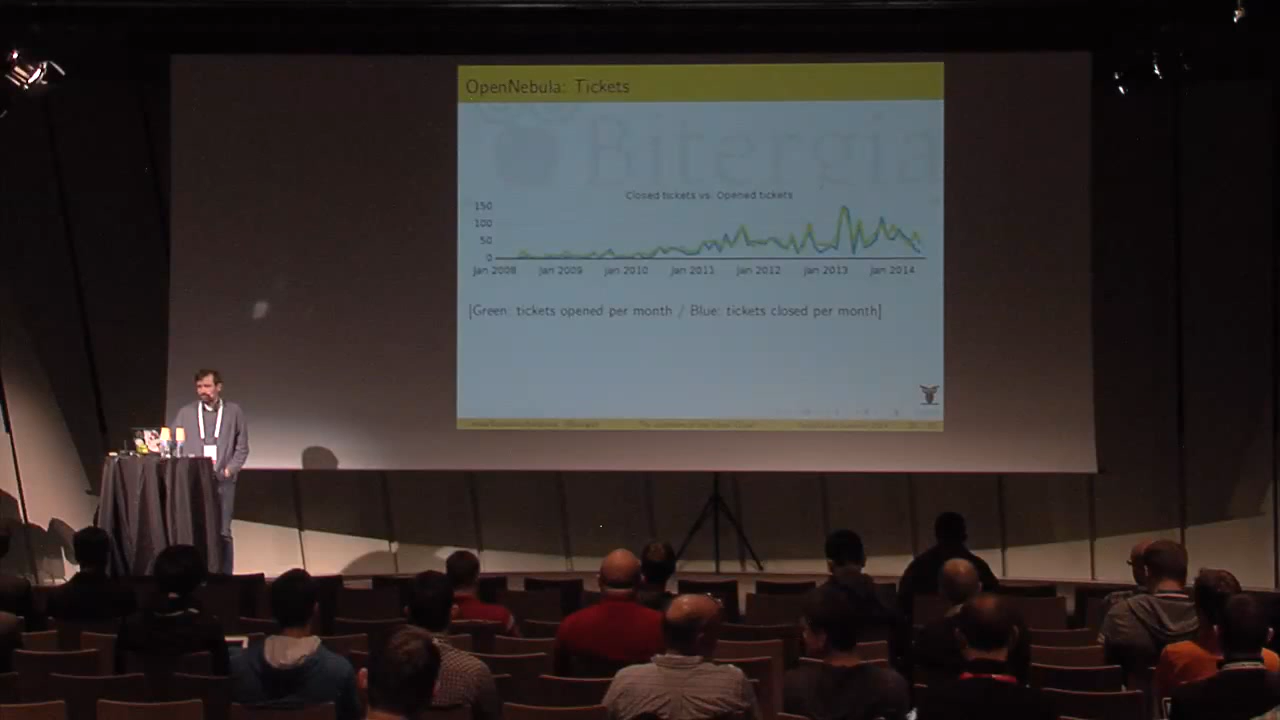 OpenNebula: Tickets
Bitergia
Closed tickets vs. Opened tickets
150
100
50
0
Jan 2008 Jan 2009 Jan 2010 Jan 2011 Jan 2012 Jan 2013 Jan 2014
[Green: tickets opened per month / Blue: tickets closed per month]